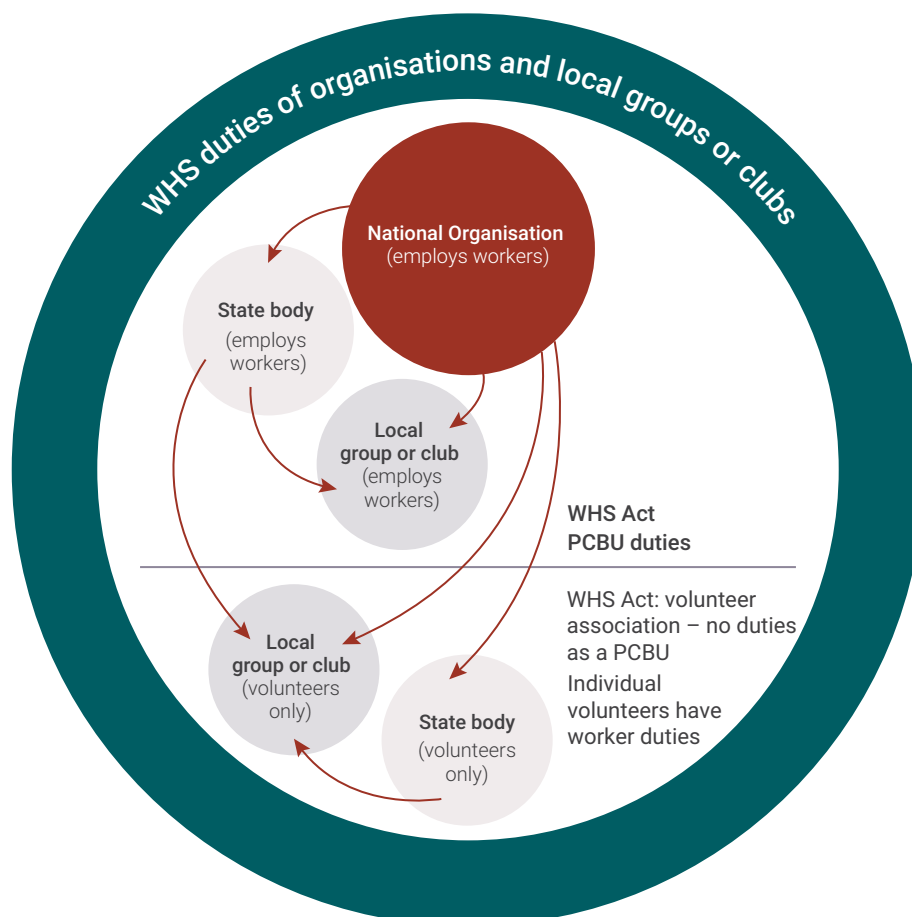 WHS duties of organisations and local groups or clubs
National Organisation
(employs workers)
State body
(employs
workers)
Local
group or club
(employs
workers)
WHS Act
PCBU duties
WHS Act: volunteer
association – no duties
as a PCBU
Individual
volunteers have
worker duties
Local
group or club
(volunteers
only)
State body
(volunteers
only)